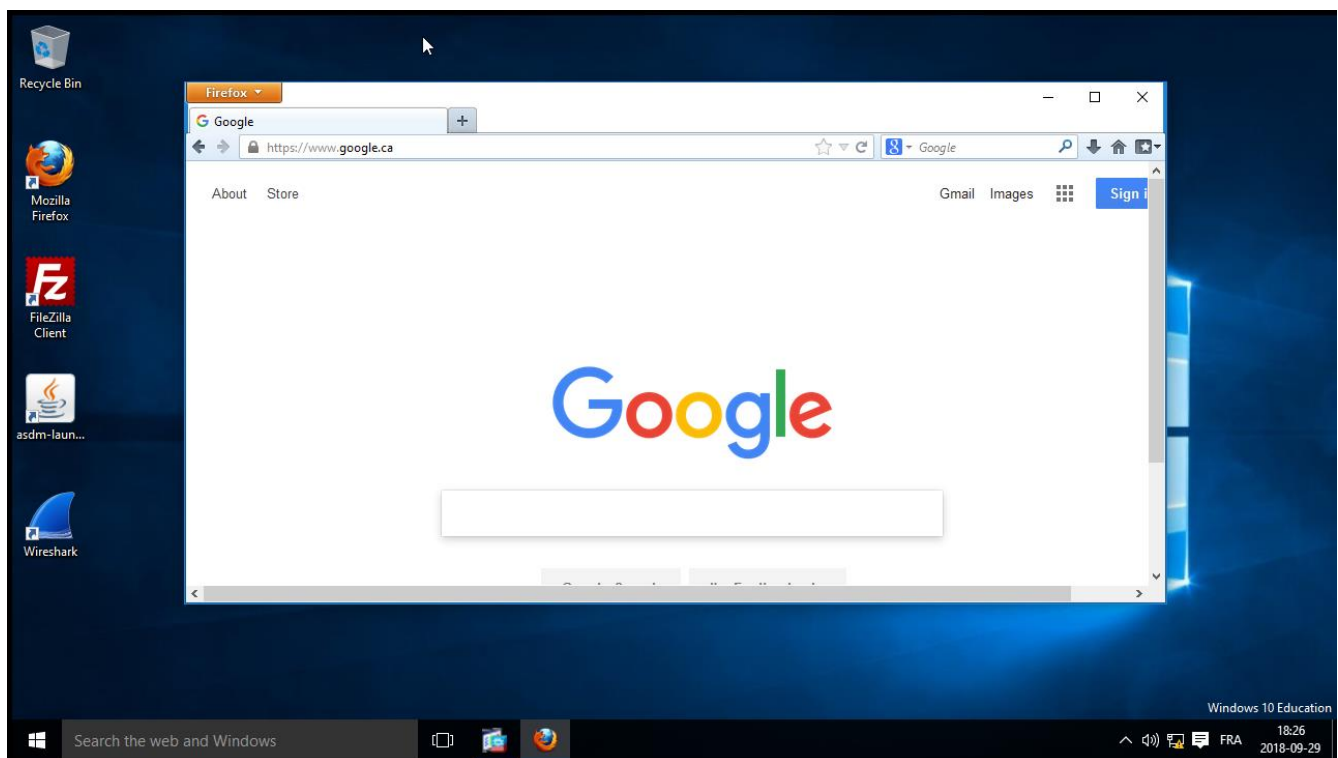 Recycle Bin
Firefox
Google
https://www.google.ca
Google
Mozilla
Firefox
About Store
Gmail Images
Sign i
FileZilla
Client
Google
asdm-laun...
Wireshark
Windows 10 Education
Search the web and Windows
FRA
18:26
2018-09-29